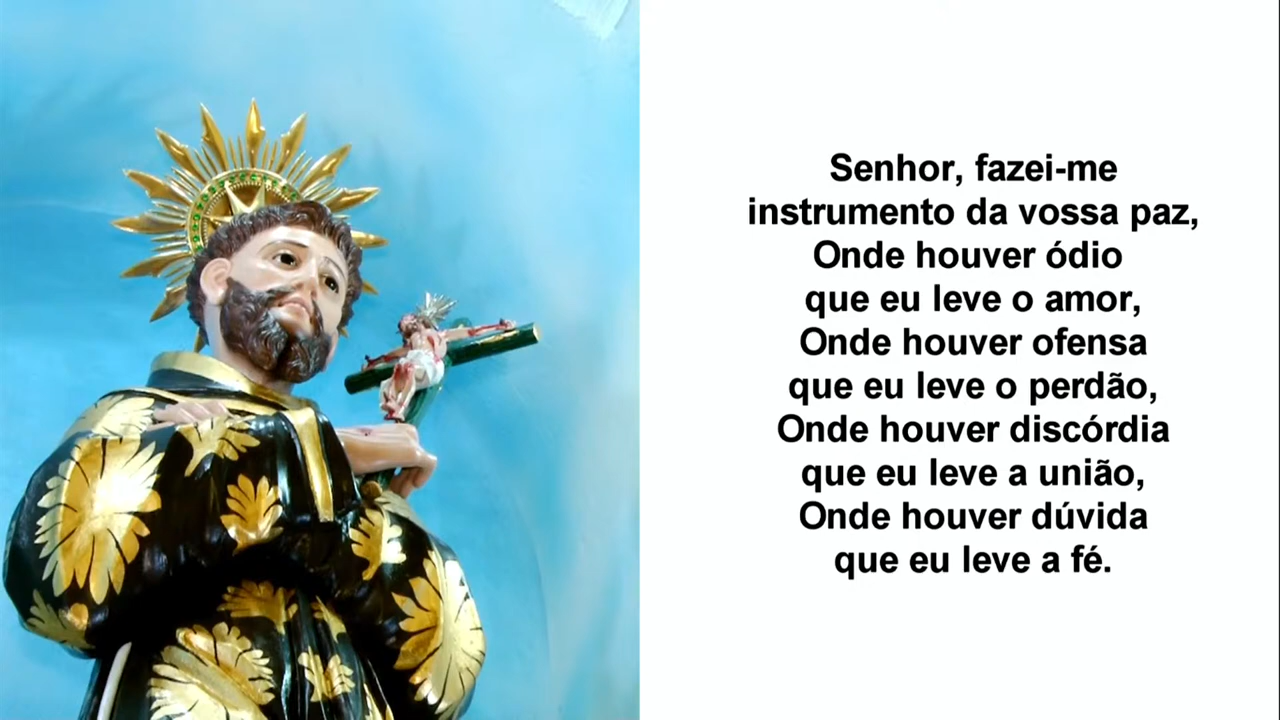 Senhor, fazei-me
instrumento da vossa paz,
Onde houver ódio
que eu leve o amor,
Onde houver ofensa
que eu leve o perdão,
Onde houver discórdia
que eu leve a união,
Onde houver dúvida
que eu leve a fé.